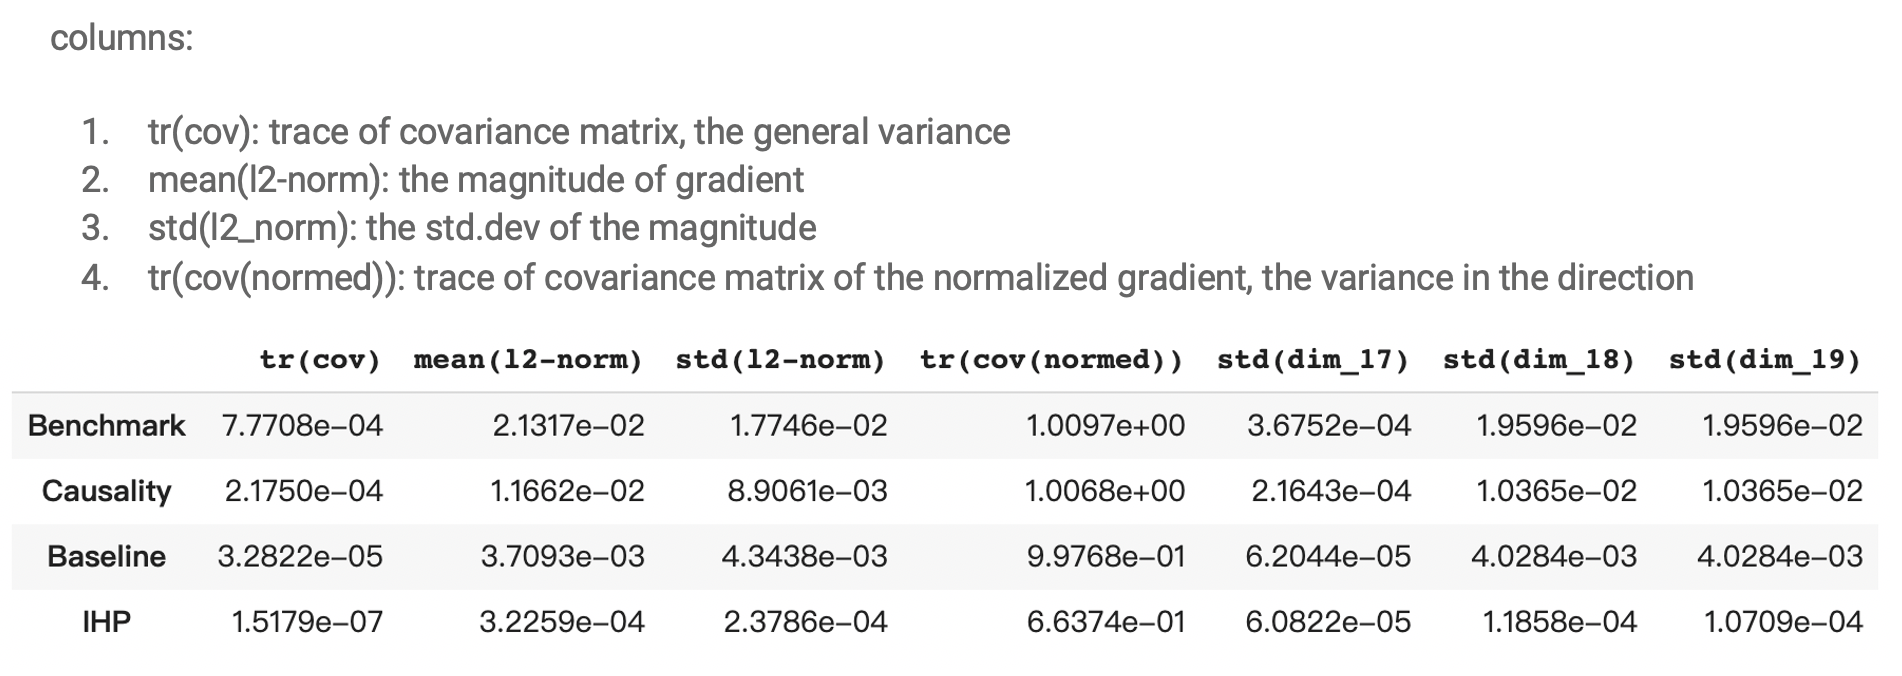 columns:
1. tr(cov): trace of covariance matrix, the general variance
2. mean(l2-norm): the magnitude of gradient
3. std(l2_norm): the std.dev of the magnitude
4. tr(cov(normed)): trace of covariance matrix of the normalized gradient, the variance in the direction
tr(cov) mean(l2-norm) std(l2-norm) tr(cov(normed)) std(dim_17) std(dim_18) std(dim_19)
Benchmark 7.7708e-04 2.1317e-02 1.7746e-02 1.0097e+00 3.6752e-04 1.9596e-02 1.9596e-02
Causality 2.1750e-04 1.1662e-02 8.9061e-03 1.0068e+00 2.1643e-04 1.0365e-02 1.0365e-02
Baseline 3.2822e-05 3.7093e-03 4.3438e-03 9.9768e-01 6.2044e-05 4.0284e-03 4.0284e-03
IHP 1.5179e-07 3.2259e-04 2.3786e-04 6.6374e-01 6.0822e-05 1.1858e-04 1.0709e-04